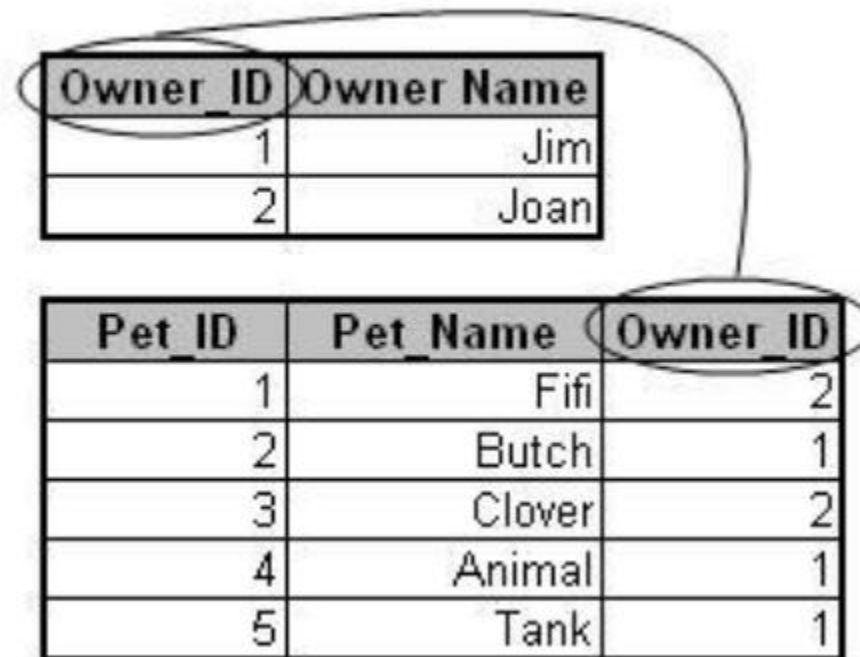 Owner_ID Owner Name
1 Jim
2 Joan
Pet_ID Pet_Name Owner_ID
1 Fifi 2
2 Butch 1
3 Clover 2
4 Animal 1
5 Tank 1